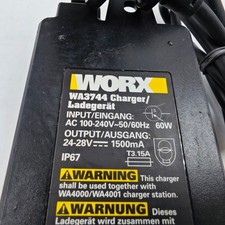 WORX
WA3744 Charger/
Ladegerät
INPUT/EINGANG:
AC 100-240V~50/60Hz 60W
OUTPUT/AUSGANG:
24-28V⎓ 1500mA
IP67 T3.15A
WARNING This charger
shall be used together with
WA4000/WA4001 charger station.
WARNUNG Dieses
Ladegerät wird zusammen mit